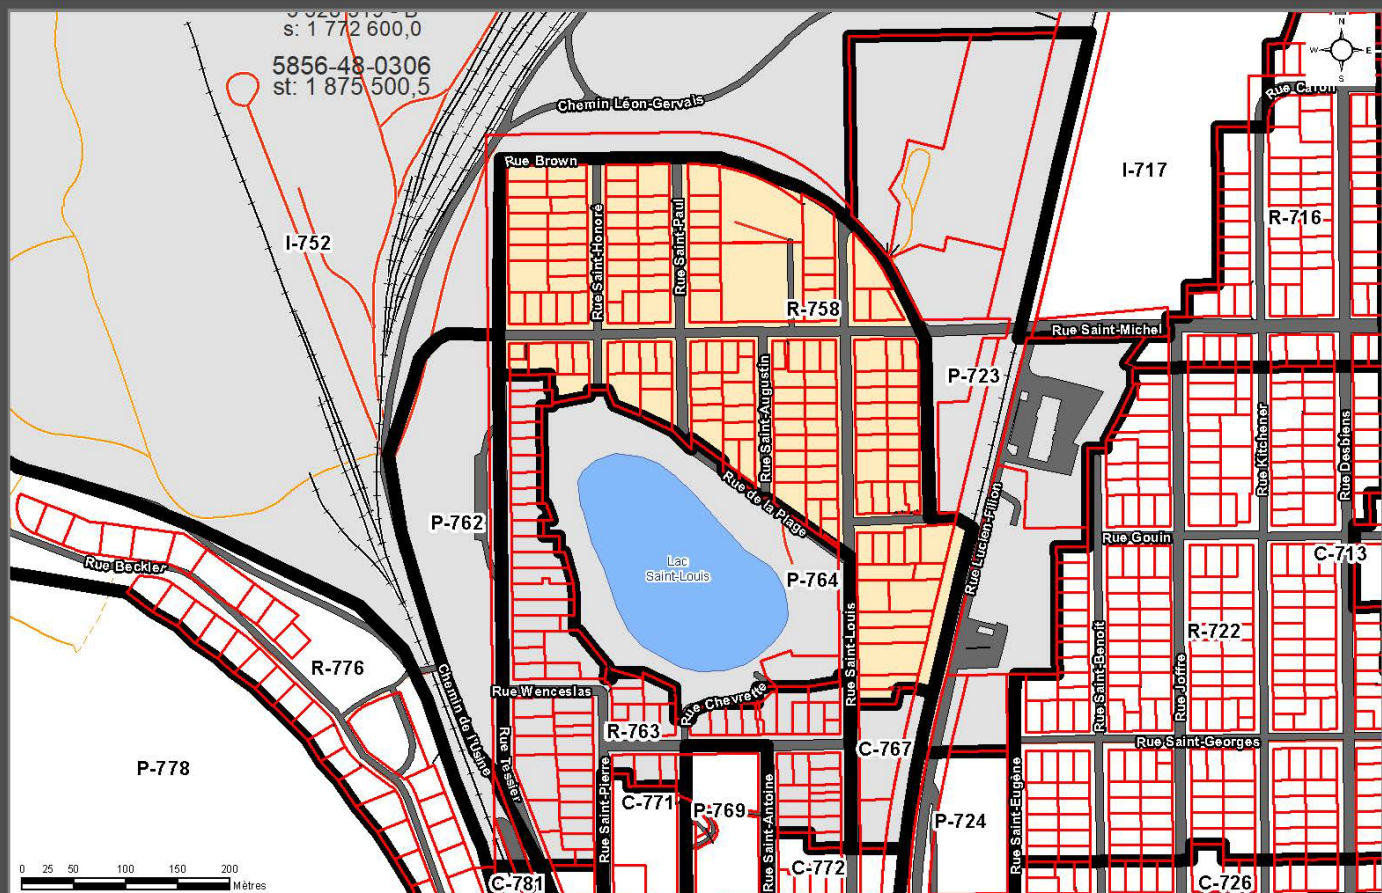 s: 1 772 600,0
5856-48-0306
st: 1 875 500,5
N
W
E
S
Chemin Léon-Gervais
Rue Caron
Rue Brown
I-717
R-716
I-752
Rue Saint-Honoré
Rue Saint-Paul
R-758
Rue Saint-Michel
P-723
Rue Saint-Augustin
Rue Kitchener
Rue Desbiens
Rue de la Plage
P-762
Rue Lucien-Fillion
Rue Gouin
C-713
Rue Beckler
Lac
Saint-Louis
P-764
Rue Saint-Louis
R-722
Rue Saint-Benoit
Rue Joffre
R-776
Chemin de l'Usine
Rue Wenceslas
Rue Chevrette
R-763
Rue Tessier
C-767
Rue Saint-Georges
P-778
Rue Saint-Pierre
C-771
P-769
Rue Saint-Antoine
P-724
Rue Saint-Eugène
C-772
C-781
C-726
0 25 50 100 150 200
Mètres